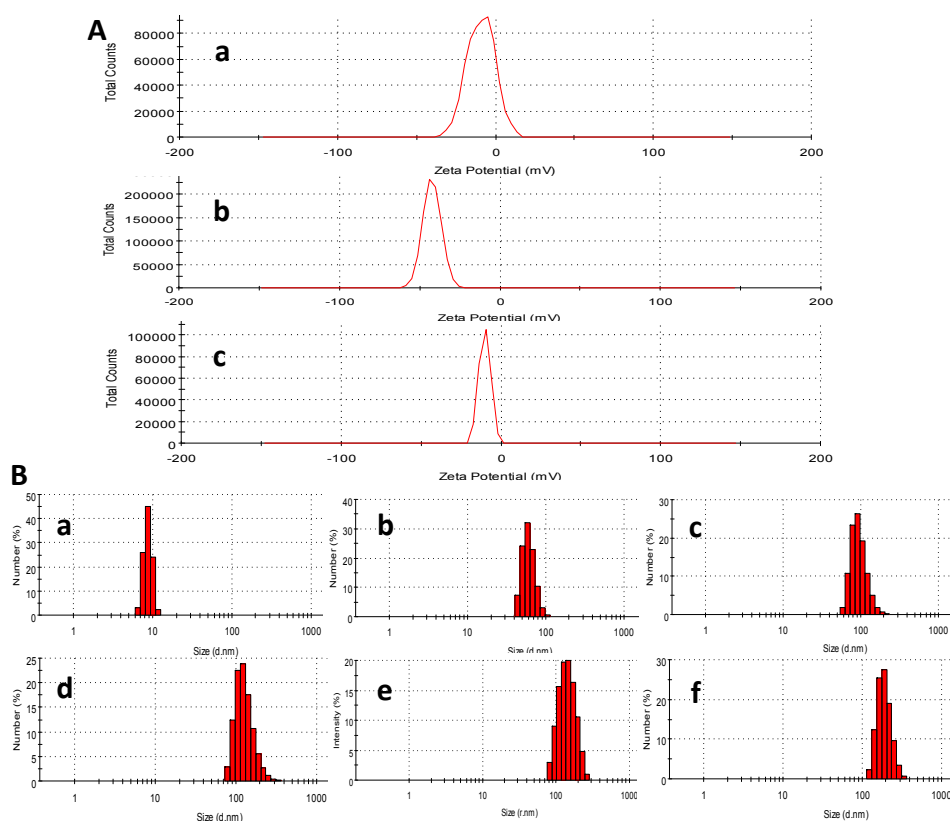 A
a
Total Counts
80000
60000
40000
20000
0
-200 -100 0 100 200
Zeta Potential (mV)
b
Total Counts
200000
150000
100000
50000
0
-200 -100 0 100 200
Zeta Potential (mV)
c
Total Counts
100000
80000
60000
40000
20000
0
-200 -100 0 100 200
Zeta Potential (mV)
B
a
Number (%)
50
40
30
20
10
0
1 10 100 1000
Size (d.nm)
b
Number (%)
40
30
20
10
0
1 10 100 1000
Size (d.nm)
c
Number (%)
30
20
10
0
1 10 100 1000
Size (d.nm)
d
Number (%)
25
20
15
10
5
0
1 10 100 1000
Size (d.nm)
e
Intensity (%)
20
15
10
5
0
1 10 100 1000
Size (r.nm)
f
Number (%)
30
20
10
0
1 10 100 1000
Size (d.nm)